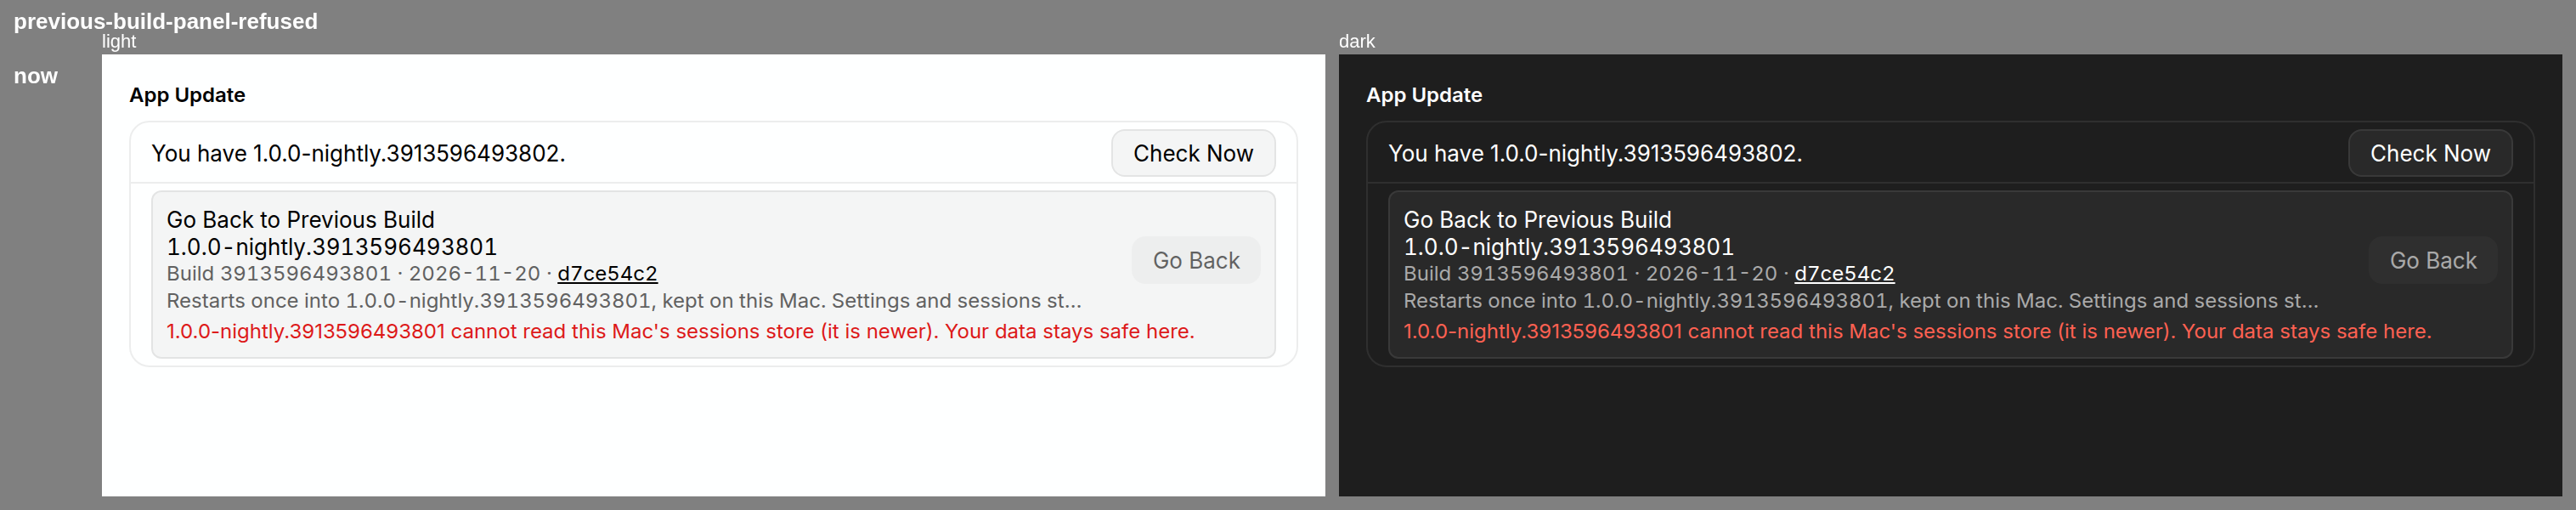 previous-build-panel-refused
light
dark
now
App Update
You have 1.0.0-nightly.3913596493802.
Check Now
Go Back to Previous Build
1.0.0-nightly.3913596493801
Build 3913596493801 · 2026-11-20 · d7ce54c2
Restarts once into 1.0.0-nightly.3913596493801, kept on this Mac. Settings and sessions st...
1.0.0-nightly.3913596493801 cannot read this Mac's sessions store (it is newer). Your data stays safe here.
Go Back
App Update
You have 1.0.0-nightly.3913596493802.
Check Now
Go Back to Previous Build
1.0.0-nightly.3913596493801
Build 3913596493801 · 2026-11-20 · d7ce54c2
Restarts once into 1.0.0-nightly.3913596493801, kept on this Mac. Settings and sessions st...
1.0.0-nightly.3913596493801 cannot read this Mac's sessions store (it is newer). Your data stays safe here.
Go Back